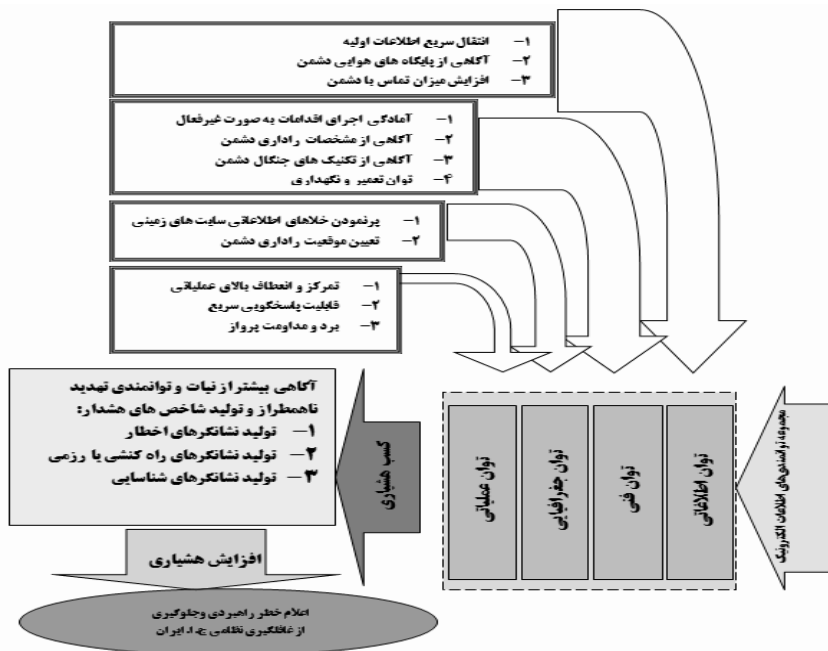 ۱- انتقال سریع اطلاعات اولیه
۲- آگاهی از پایگاه های هوایی دشمن
۳- افزایش میزان تماس با دشمن
۱- آمادگی اجرای اقدامات به صورت غیرفعال
۲- آگاهی از مشخصات راداری دشمن
۳- آگاهی از تکنیک های جنگال دشمن
۴- توان تعمیر و نگهداری
۱- پرنمودن خلاهای اطلاعاتی سایت های زمینی
۲- تعیین موقعیت راداری دشمن
۱- تمرکز و انعطاف بالای عملیاتی
۲- قابلیت پاسخگویی سریع
۳- برد و مداومت پرواز
مجموعه توانمندی‌های اطلاعات الکترونیک
توان اطلاعاتی
توان فنی
توان جغرافیایی
توان عملیاتی
کسب هشیاری
آگاهی بیشتر از نیات و توانمندی تهدید
ناهمطراز و تولید شاخص های هشدار:
۱- تولید نشانگرهای اخطار
۲- تولید نشانگرهای راه کنشی یا رزمی
۳- تولید نشانگرهای شناسایی
افزایش هشیاری
اعلام خطر راهبردی وجلوگیری
از غافلگیری نظامی ج.ا.ایران